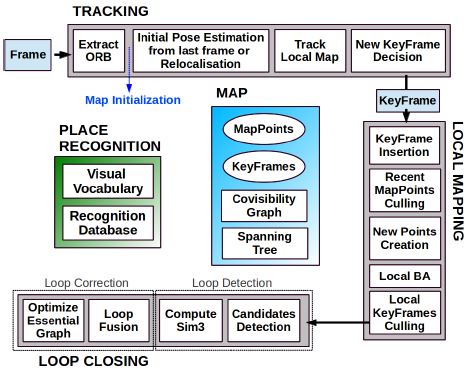 TRACKING
Frame
Extract
ORB
Initial Pose Estimation
from last frame or
Relocalisation
Track
Local Map
New KeyFrame
Decision
Map Initialization
KeyFrame
MAP
MapPoints
KeyFrames
Covisibility
Graph
Spanning
Tree
PLACE
RECOGNITION
Visual
Vocabulary
Recognition
Database
LOCAL MAPPING
KeyFrame
Insertion
Recent
MapPoints
Culling
New Points
Creation
Local BA
Local
KeyFrames
Culling
Loop Correction
Loop Detection
Optimize
Essential
Graph
Loop
Fusion
Compute
Sim3
Candidates
Detection
LOOP CLOSING